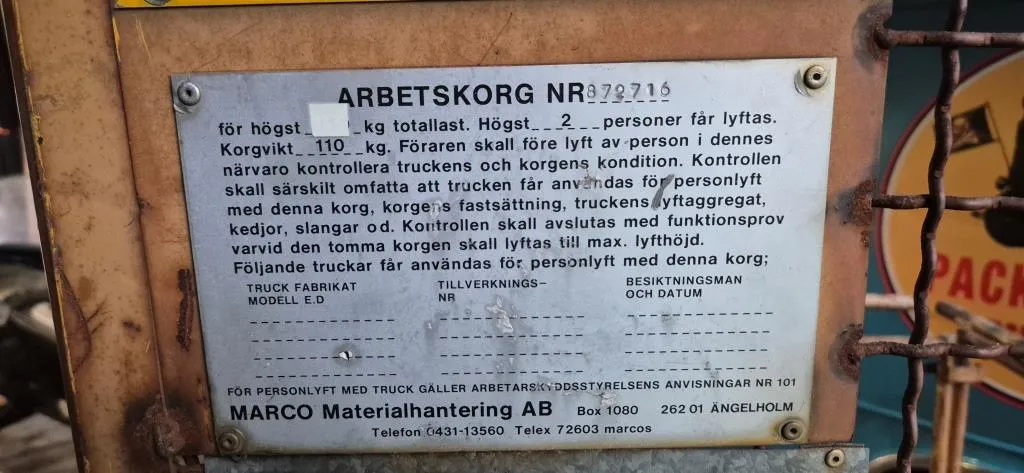 ARBETSKORG NR 872716
för högst kg totallast. Högst 2 personer får lyftas.
Korgvikt 110 kg. Föraren skall före lyft av person i dennes
närvaro kontrollera truckens och korgens kondition. Kontrollen
skall särskilt omfatta att trucken får användas för personlyft
med denna korg, korgens fastsättning, truckens lyftaggregat,
kedjor, slangar o d. Kontrollen skall avslutas med funktionsprov
varvid den tomma korgen skall lyftas till max. lyfthöjd.
Följande truckar får användas för personlyft med denna korg;
TRUCK FABRIKAT TILLVERKNINGS– BESIKTNINGSMAN
MODELL E.D NR OCH DATUM
FÖR PERSONLYFT MED TRUCK GÄLLER ARBETARSKYDDSSTYRELSENS ANVISNINGAR NR 101
MARCO Materialhantering AB Box 1080 262 01 ÄNGELHOLM
Telefon 0431-13560 Telex 72603 marcos